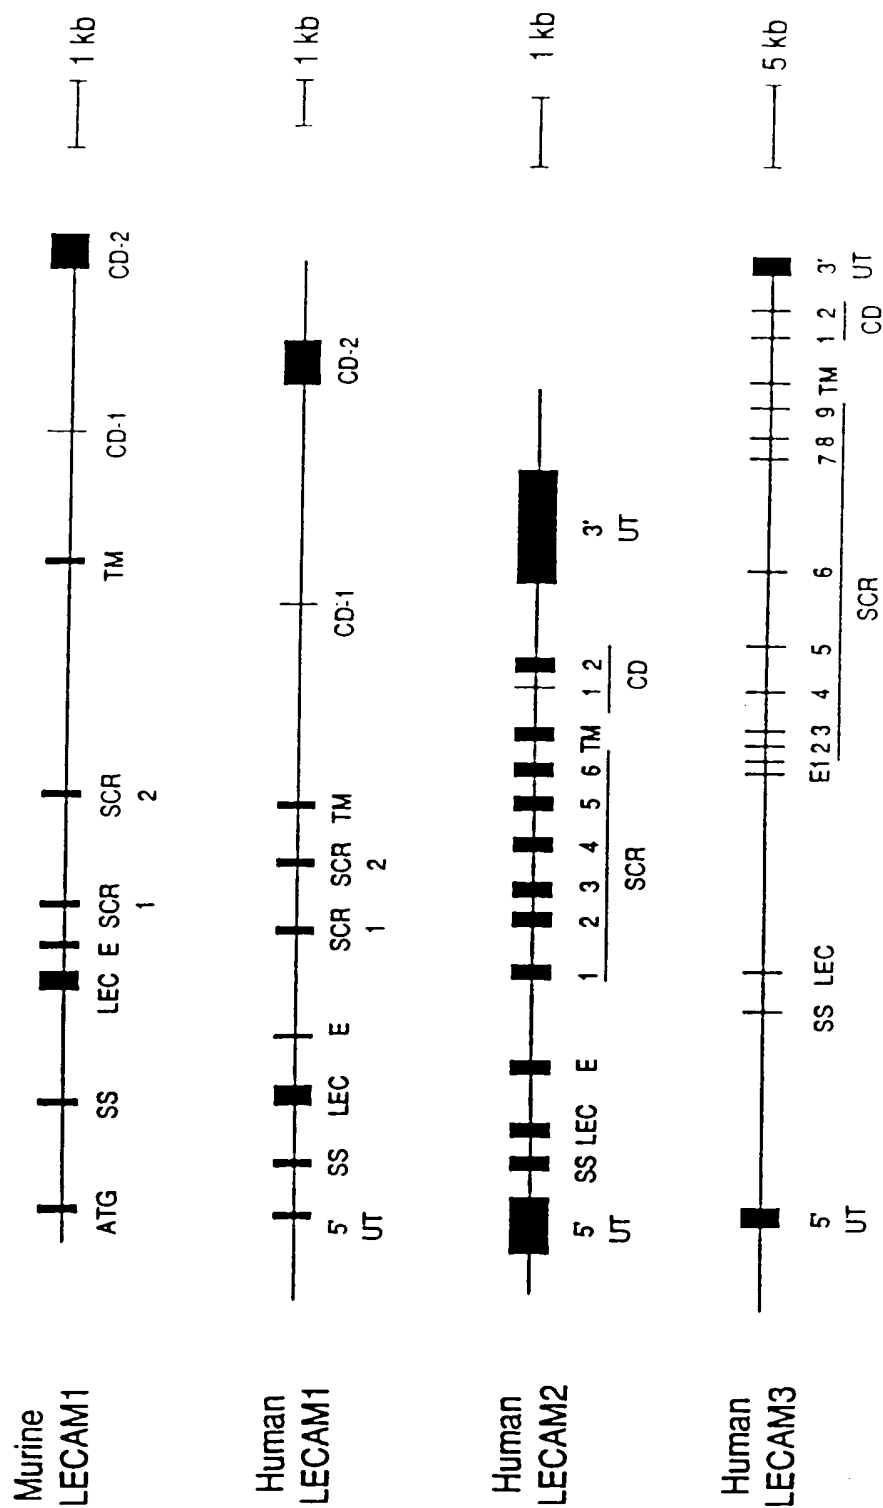 Murine
LECAM1
ATG SS LEC E SCR SCR TM CD-1 CD-2
1 2
1 kb
Human
LECAM1
5' SS LEC E SCR SCR TM CD-1 CD-2
UT 1 2
1 kb
Human
LECAM2
5' SS LEC E 1 2 3 4 5 6 TM 1 2 3'
UT SCR CD UT
1 kb
Human
LECAM3
5' SS LEC E 1 2 3 4 5 6 7 8 9 TM 1 2 3'
UT SCR CD UT
5 kb